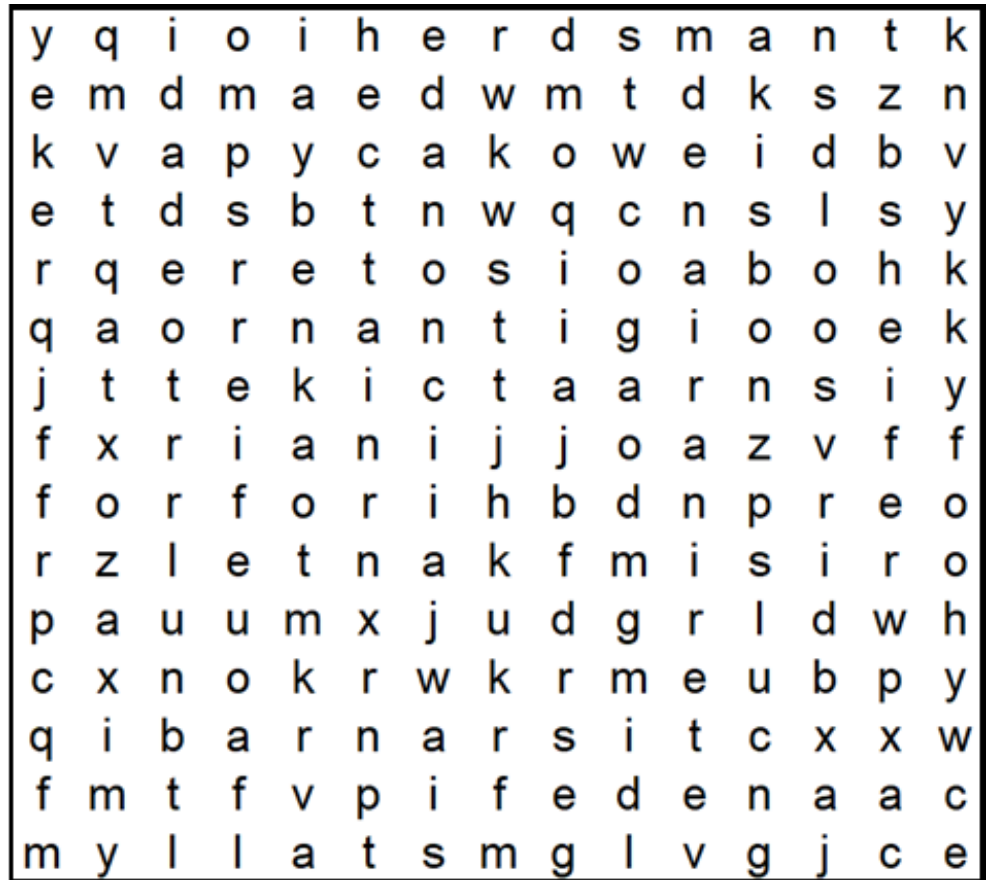 y q i o i h e r d s m a n t k
e m d m a e d w m t d k s z n
k v a p y c a k o w e i d b v
e t d s b t n w q c n s l s y
r q e r e t o s i o a b o h k
q a o r n a n t i g i o o e k
j t t e k i c t a a r n s i y
f x r i a n i j j o a z v f f
f o r f o r i h b d n p r e o
r z l e t n a k f m i s i r o
p a u u m x j u d g r l d w h
c x n o k r w k r m e u b p y
q i b a r n a r s i t c x x w
f m t f v p i f e d e n a a c
m y l l a t s m g l v g j c e